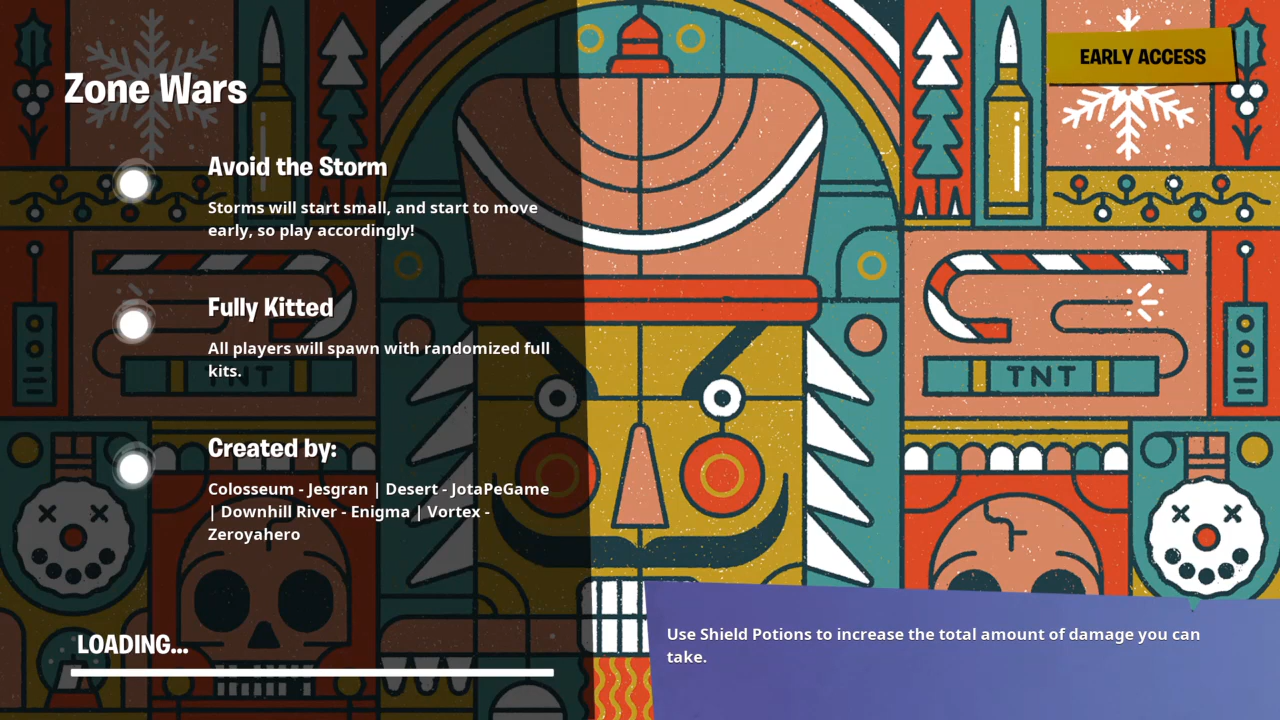 EARLY ACCESS
Zone Wars
Avoid the Storm
Storms will start small, and start to move
early, so play accordingly!
Fully Kitted
All players will spawn with randomized full
kits.
TNT
TNT
Created by:
Colosseum - Jesgran | Desert - JotaPeGame
| Downhill River - Enigma | Vortex -
Zeroyahero
LOADING...
Use Shield Potions to increase the total amount of damage you can
take.